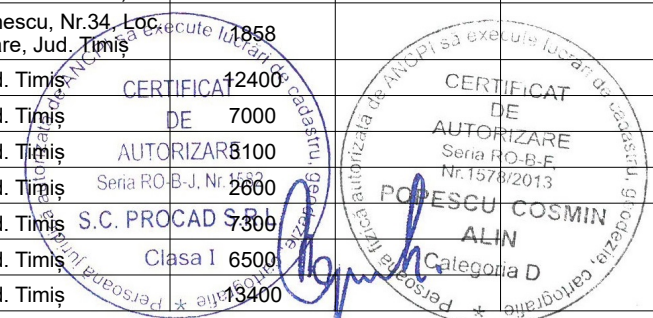 nescu, Nr.34, Loc.
are, Jud. Timiș
1858
d. Timiș 12400
d. Timiș 7000
d. Timiș 3100
d. Timiș 2600
d. Timiș 7300
d. Timiș 6500
d. Timiș 13400
Persoană juridică autorizată de ANCPI să execute lucrări de cadastru, geodezie, cartografie *
CERTIFICAT
DE
AUTORIZARE
Seria RO-B-J, Nr.1582
S.C. PROCAD S.R.L
Clasa I
Persoană fizică autorizată de ANCPI să execute lucrări de cadastru, geodezie, cartografie *
CERTIFICAT
DE
AUTORIZARE
Seria RO-B-F
Nr.1578/2013
POPESCU COSMIN
ALIN
Categoria D